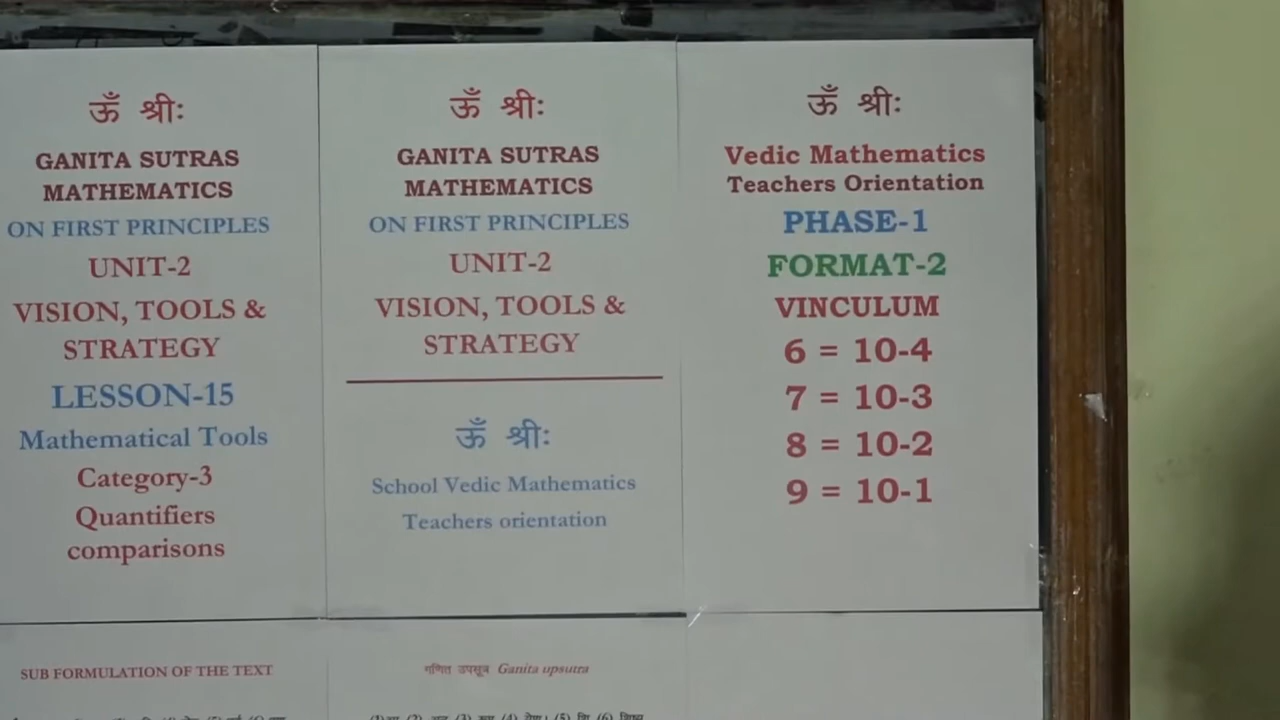 ऊँ श्रीः
GANITA SUTRAS
MATHEMATICS
ON FIRST PRINCIPLES
UNIT-2
VISION, TOOLS &
STRATEGY
LESSON-15
Mathematical Tools
Category-3
Quantifiers
comparisons
ऊँ श्रीः
GANITA SUTRAS
MATHEMATICS
ON FIRST PRINCIPLES
UNIT-2
VISION, TOOLS &
STRATEGY
ऊँ श्रीः
School Vedic Mathematics
Teachers orientation
ऊँ श्रीः
Vedic Mathematics
Teachers Orientation
PHASE-1
FORMAT-2
VINCULUM
6 = 10-4
7 = 10-3
8 = 10-2
9 = 10-1
SUB FORMULATION OF THE TEXT
गणित उपसूत्र Ganita upsutra